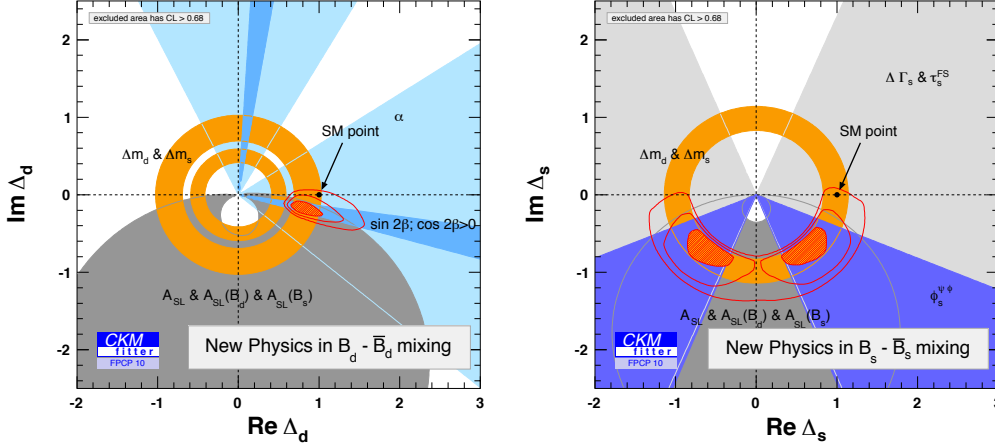 excluded area has CL > 0.68
2
1
0
-1
-2
-2
-1
0
1
2
3
Im Δd
Re Δd
α
SM point
Δmd & Δms
sin 2β; cos 2β>0
ASL & ASL(Bd) & ASL(Bs)
CKM
fitter
FPCP 10
New Physics in Bd - B̅d mixing
excluded area has CL > 0.68
2
1
0
-1
-2
-2
-1
0
1
2
3
Im Δs
Re Δs
Δ Γs & τsFS
SM point
Δmd & Δms
ϕsψϕ
ASL & ASL(Bd) & ASL(Bs)
CKM
fitter
FPCP 10
New Physics in Bs - B̅s mixing